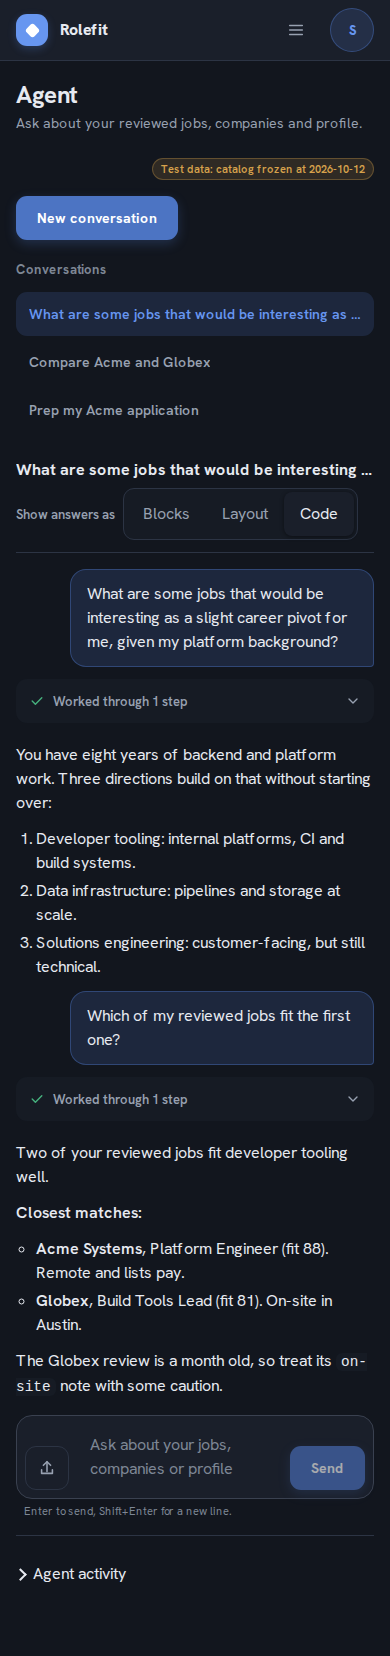 Rolefit
S
Agent
Ask about your reviewed jobs, companies and profile.
Test data: catalog frozen at 2026-10-12
New conversation
Conversations
What are some jobs that would be interesting as ...
Compare Acme and Globex
Prep my Acme application
What are some jobs that would be interesting ...
Show answers as
Blocks
Layout
Code
What are some jobs that would be
interesting as a slight career pivot for
me, given my platform background?
Worked through 1 step
You have eight years of backend and platform
work. Three directions build on that without starting
over:
1. Developer tooling: internal platforms, CI and
build systems.
2. Data infrastructure: pipelines and storage at
scale.
3. Solutions engineering: customer-facing, but still
technical.
Which of my reviewed jobs fit the first
one?
Worked through 1 step
Two of your reviewed jobs fit developer tooling
well.
Closest matches:
Acme Systems, Platform Engineer (fit 88).
Remote and lists pay.
Globex, Build Tools Lead (fit 81). On-site in
Austin.
The Globex review is a month old, so treat its on-
site note with some caution.
Ask about your jobs,
companies or profile
Send
Enter to send, Shift+Enter for a new line.
Agent activity